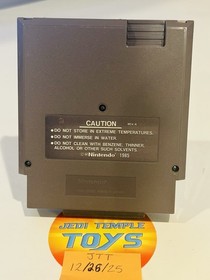 CAUTION
•DO NOT STORE IN EXTREME TEMPERATURES.
•DO NOT IMMERSE IN WATER.
•DO NOT CLEAN WITH BENZENE, THINNER,
ALCOHOL OR OTHER SUCH SOLVENTS.
©Nintendo 1985
JEDI TEMPLE
TOYS
JTT
12/26/25